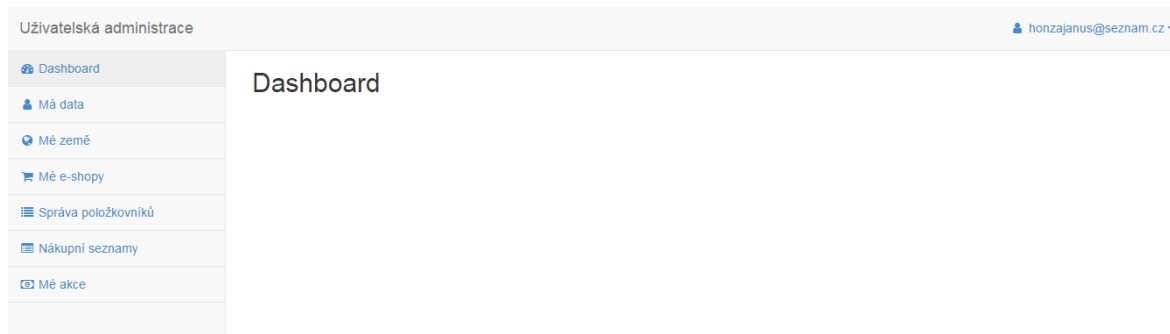 Uživatelská administrace
honzajanus@seznam.cz
Dashboard
Má data
Mé země
Mé e-shopy
Správa položkovníků
Nákupní seznamy
Mé akce
Dashboard